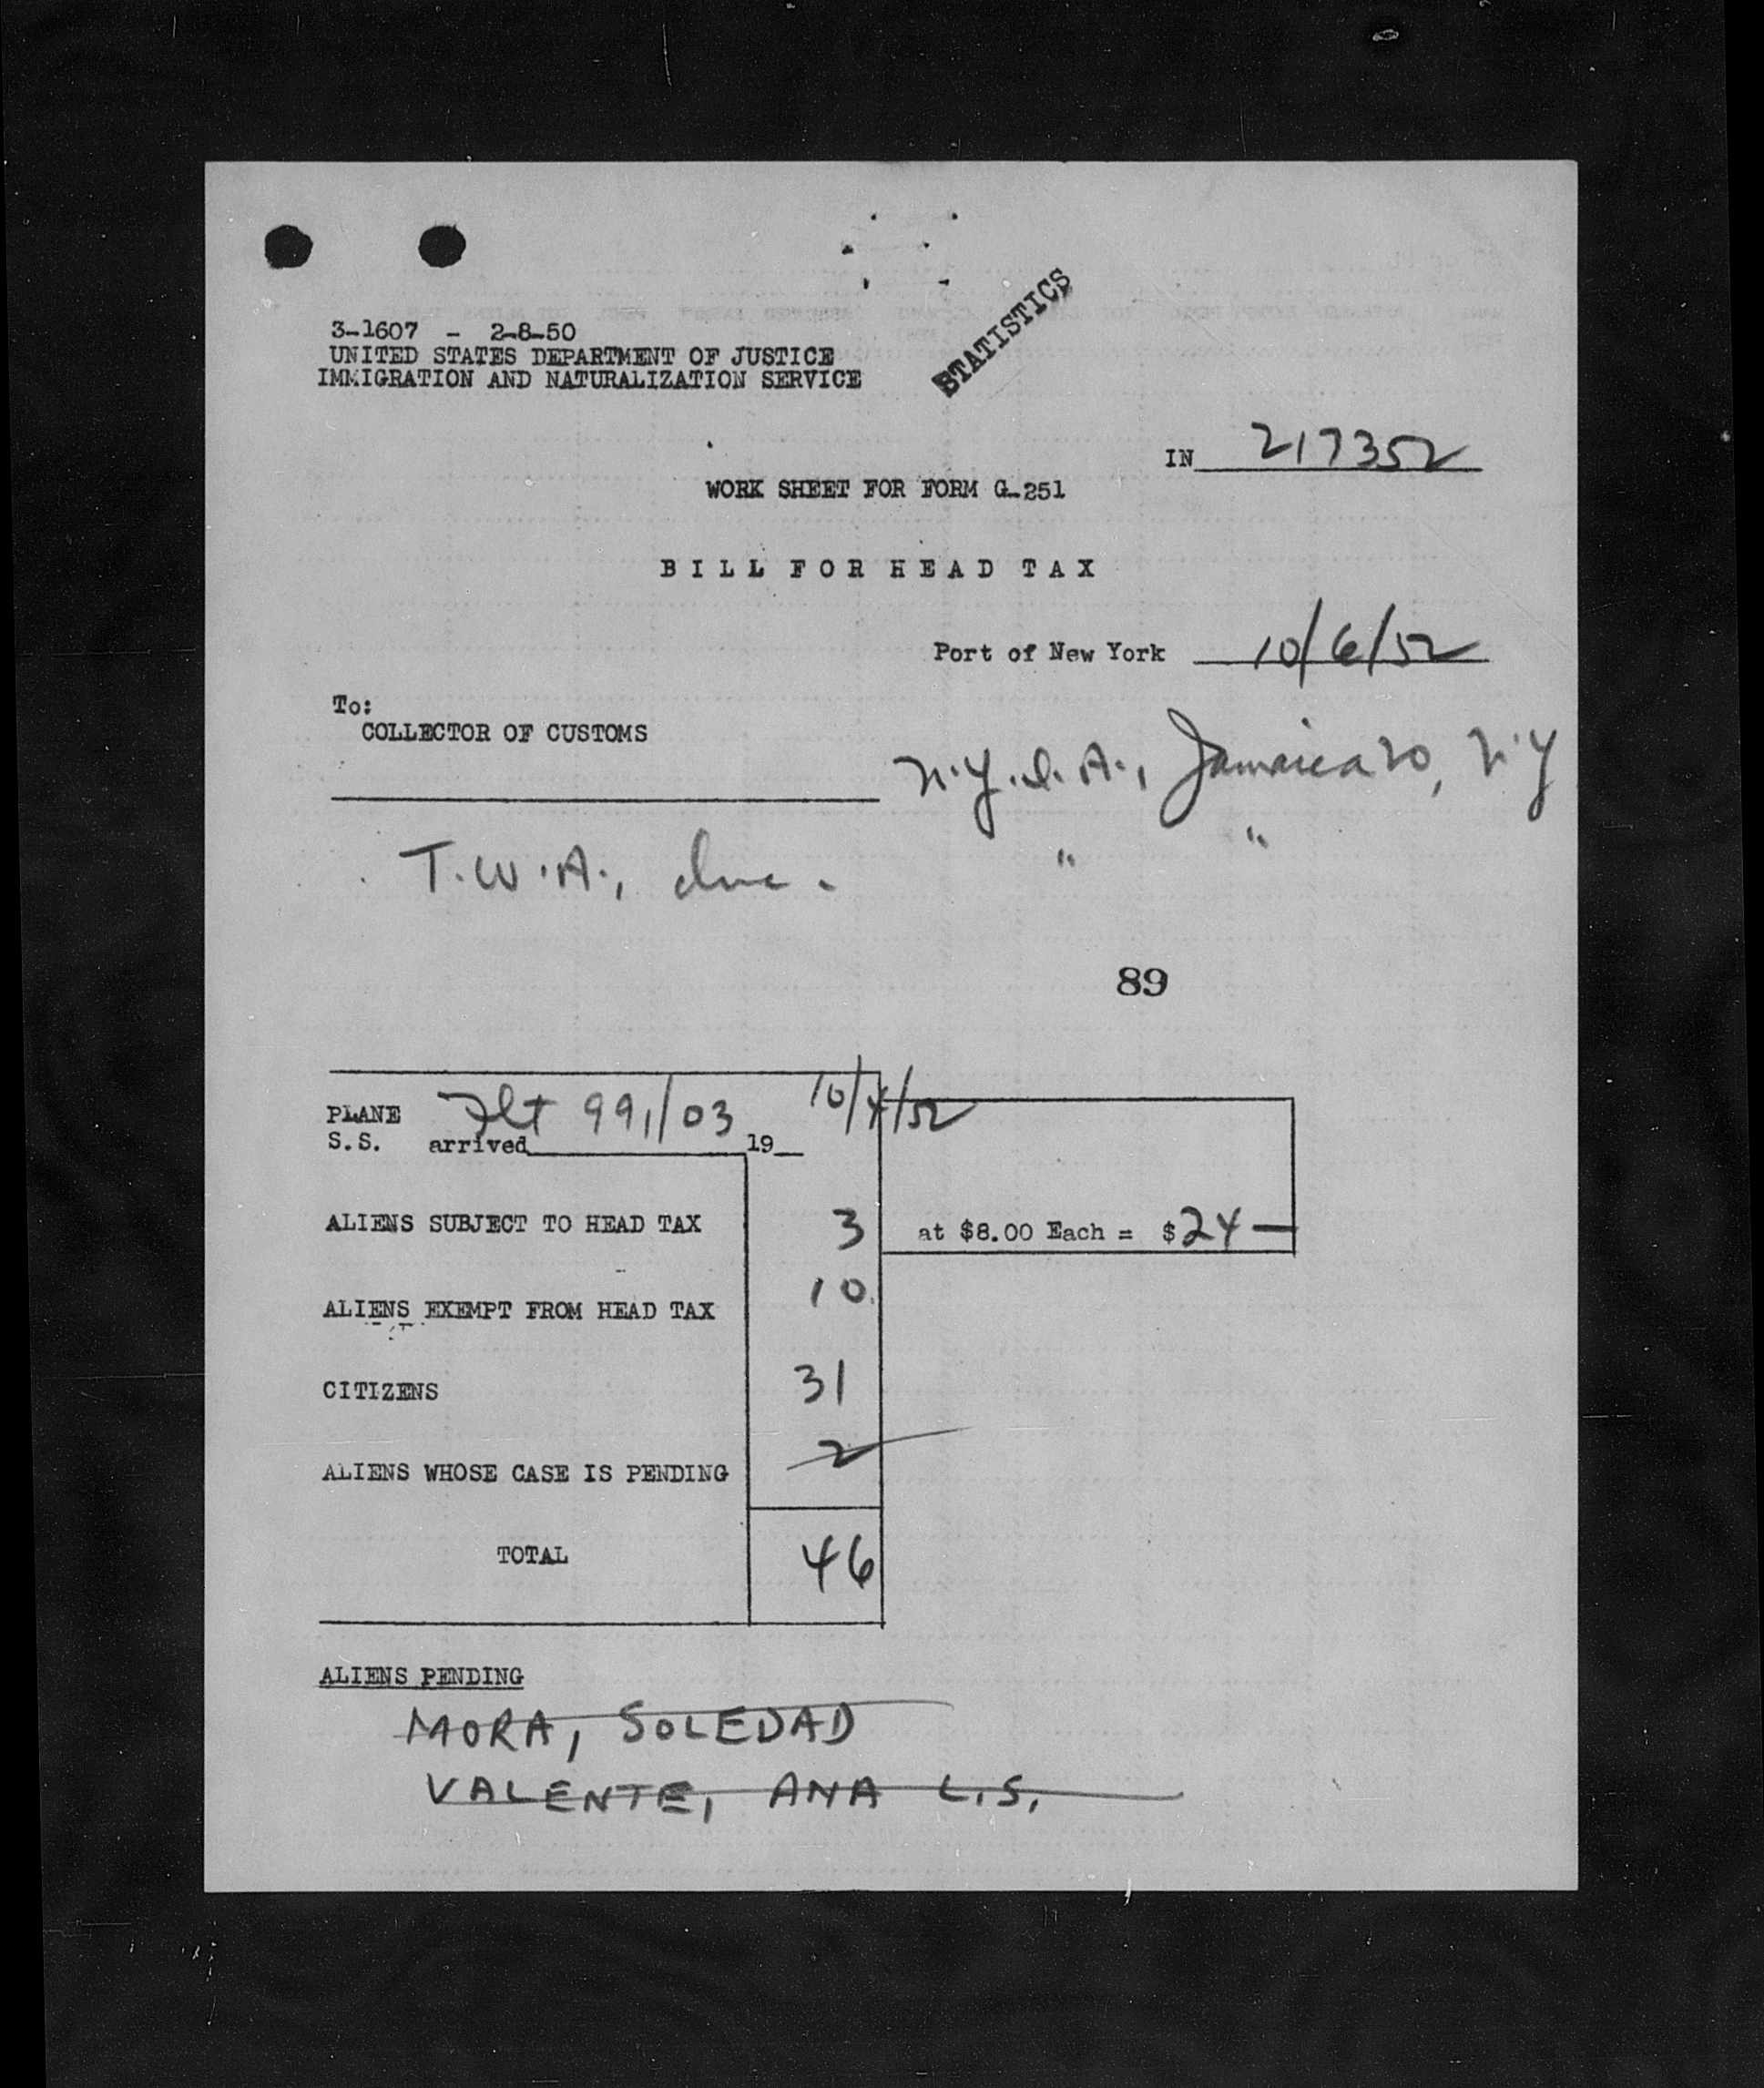 STATISTICS
3-1607 - 2-8-50
UNITED STATES DEPARTMENT OF JUSTICE
IMMIGRATION AND NATURALIZATION SERVICE
IN 217352
WORK SHEET FOR FORM G-251
BILL FOR HEAD TAX
Port of New York 10/6/52
To:
COLLECTOR OF CUSTOMS
N.Y.I.A., Jamaica 30, N.Y
T.W.A., Inc. " "
89
PLANE Flt 991/03 10/4/52
S.S. arrived 19
ALIENS SUBJECT TO HEAD TAX 3 at $8.00 Each = $24—
ALIENS EXEMPT FROM HEAD TAX 10
CITIZENS 31
ALIENS WHOSE CASE IS PENDING 2
TOTAL 46
ALIENS PENDING
MORA, SOLEDAD
VALENTE, ANA L.S.